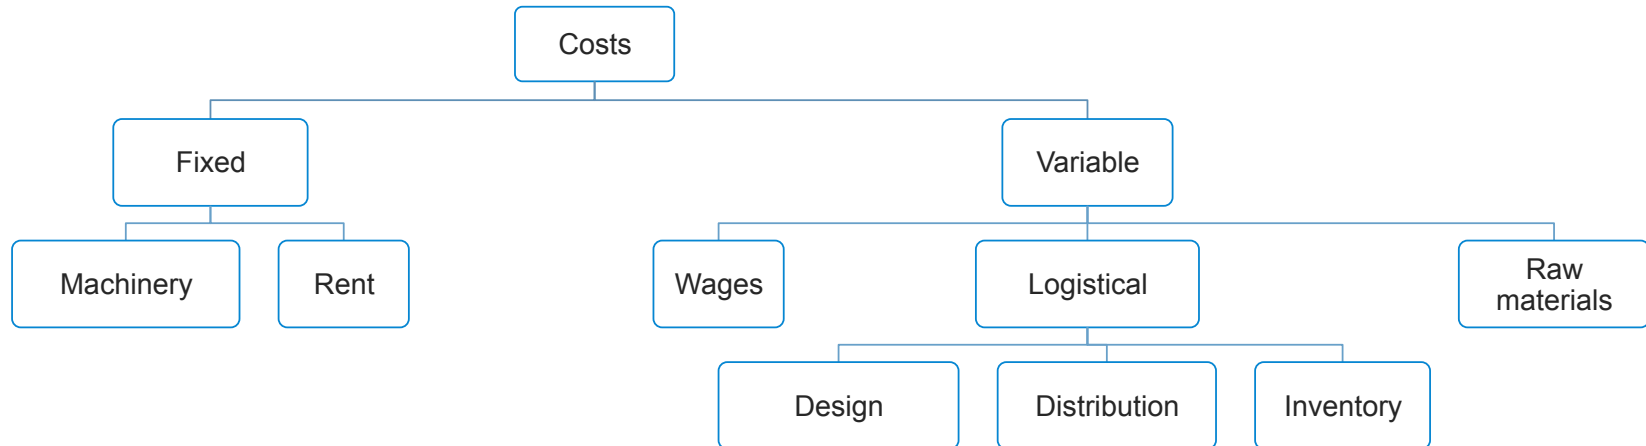 Costs
Fixed
Variable
Machinery
Rent
Wages
Logistical
Raw
materials
Design
Distribution
Inventory